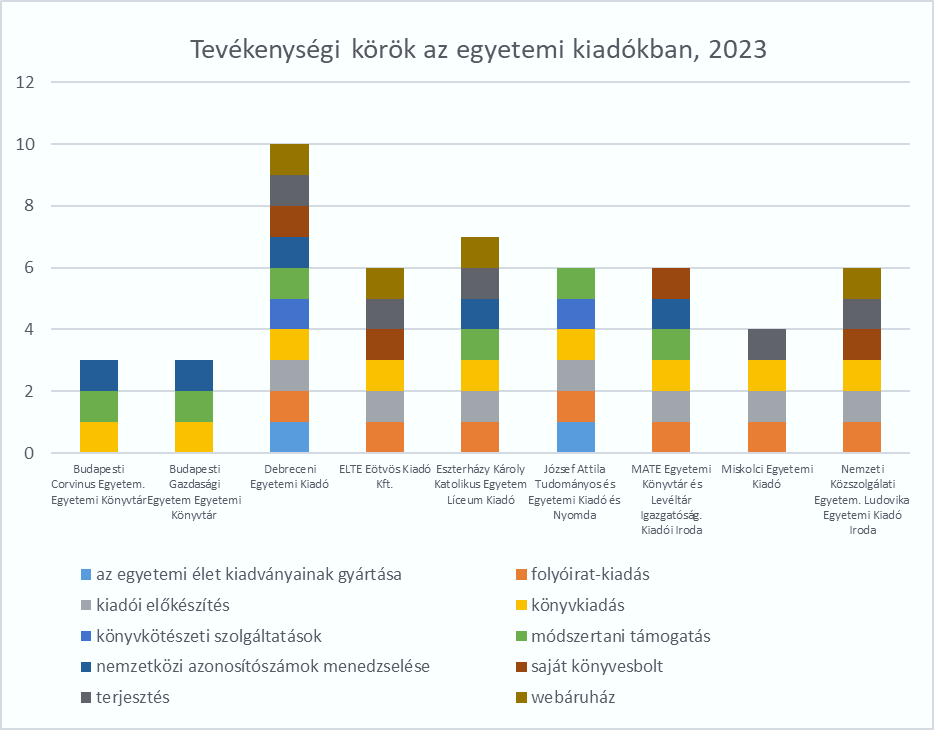 Tevékenységi körök az egyetemi kiadókban, 2023
12
10
8
6
4
2
0
Budapesti
Corvinus Egyetem.
Egyetemi Könyvtár
Budapesti
Gazdasági
Egyetem Egyetemi
Könyvtár
Debreceni
Egyetemi Kiadó
ELTE Eötvös Kiadó
Kft.
Eszterházy Károly
Katolikus Egyetem
Líceum Kiadó
József Attila
Tudományos és
Egyetemi Kiadó és
Nyomda
MATE Egyetemi
Könyvtár és
Levéltár
Igazgatóság.
Kiadói Iroda
Miskolci Egyetemi
Kiadó
Nemzeti
Közszolgálati
Egyetem. Ludovika
Egyetemi Kiadó
Iroda
az egyetemi élet kiadványainak gyártása
folyóirat-kiadás
kiadói előkészítés
könyvkiadás
könyvkötészeti szolgáltatások
módszertani támogatás
nemzetközi azonosítószámok menedzselése
saját könyvesbolt
terjesztés
webáruház